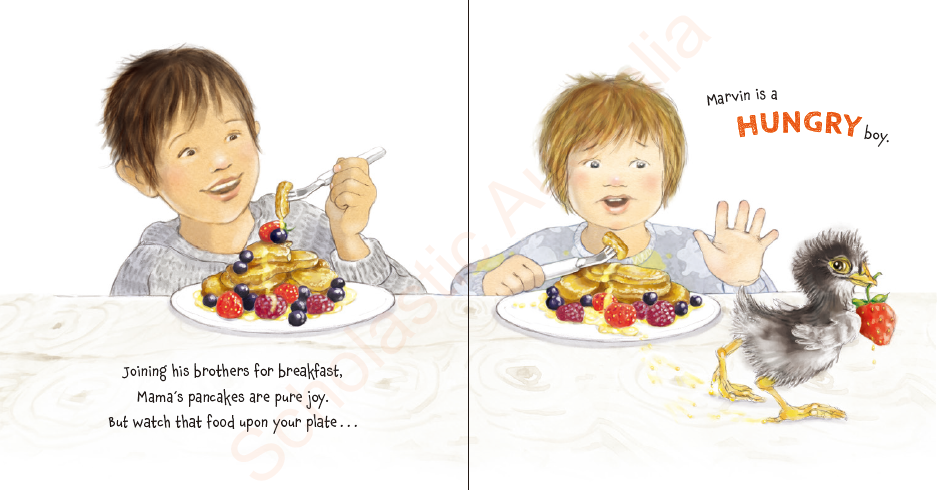 Joining his brothers for breakfast,
Mama's pancakes are pure joy.
But watch that food upon your plate...
Marvin is a
HUNGRY boy.
Scholastic Australia